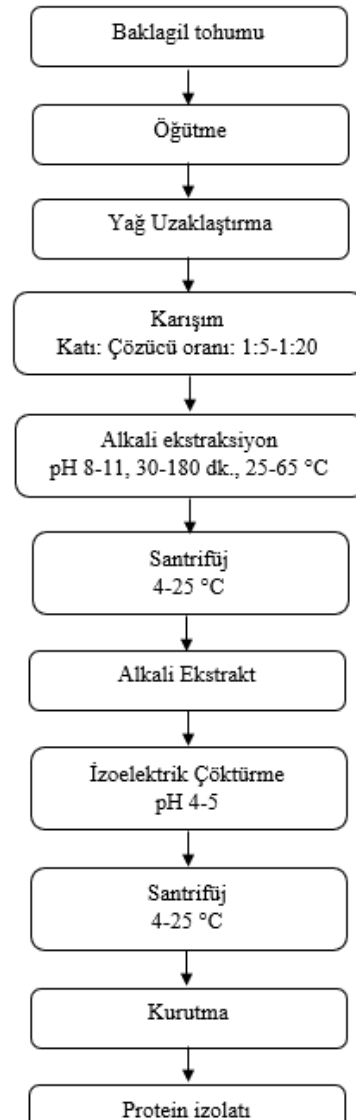 Baklagil tohumu
Öğütme
Yağ Uzaklaştırma
Karışım
Katı: Çözücü oranı: 1:5-1:20
Alkali ekstraksiyon
pH 8-11, 30-180 dk., 25-65 °C
Santrifüj
4-25 °C
Alkali Ekstrakt
İzoelektrik Çöktürme
pH 4-5
Santrifüj
4-25 °C
Kurutma
Protein izolatı